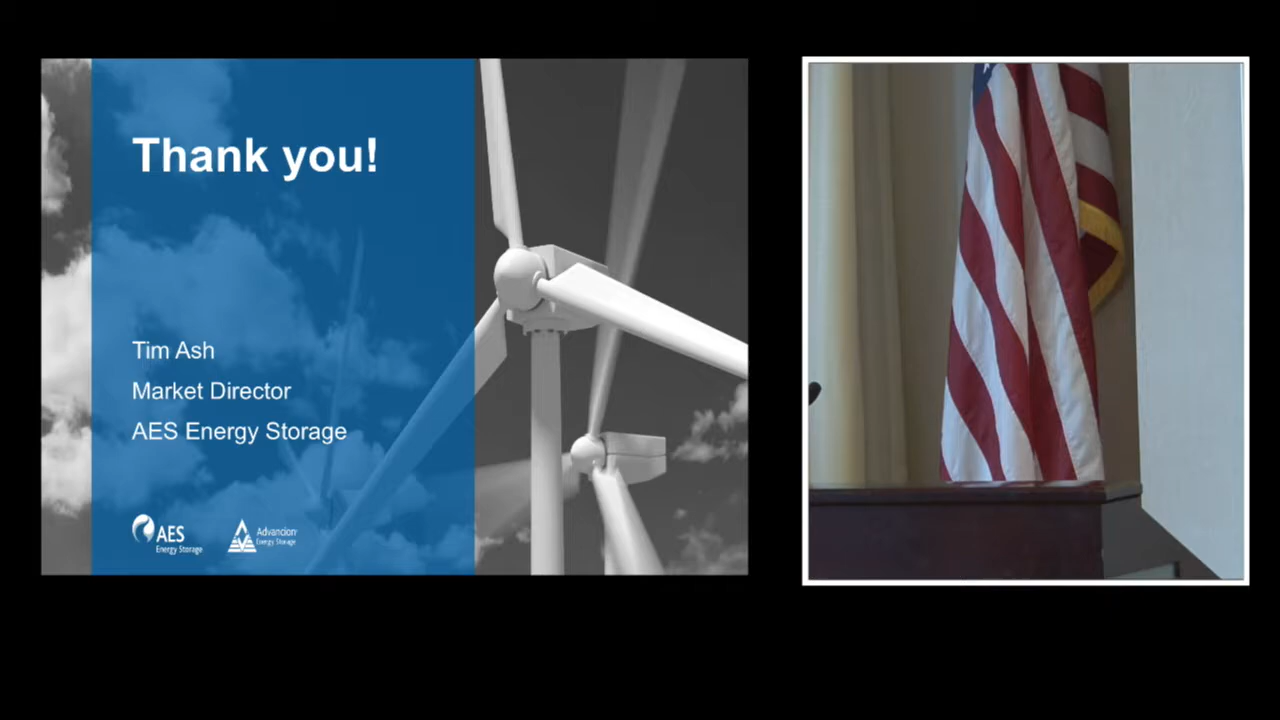 Thank you!
Tim Ash
Market Director
AES Energy Storage
AES
Energy Storage
Advancion
Energy Storage